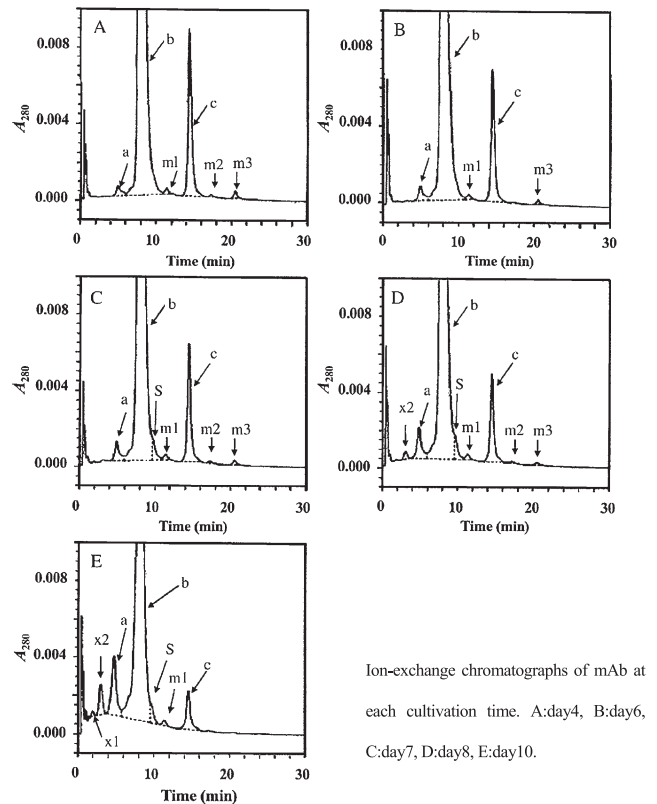 A
b
0.008
c
A280
0.004
a
m1
m2
m3
0.000
0
10
20
30
Time (min)
B
b
0.008
c
A280
0.004
a
m1
m3
0.000
0
10
20
30
Time (min)
C
b
0.008
c
A280
0.004
a
S
m1
m2
m3
0.000
0
10
20
30
Time (min)
D
b
0.008
c
A280
0.004
x2
a
S
m1
m2
m3
0.000
0
10
20
30
Time (min)
E
b
0.008
A280
x2
a
0.004
S
m1
c
0.000
x1
0
10
20
30
Time (min)
Ion-exchange chromatographs of mAb at
each cultivation time. A:day4, B:day6,
C:day7, D:day8, E:day10.